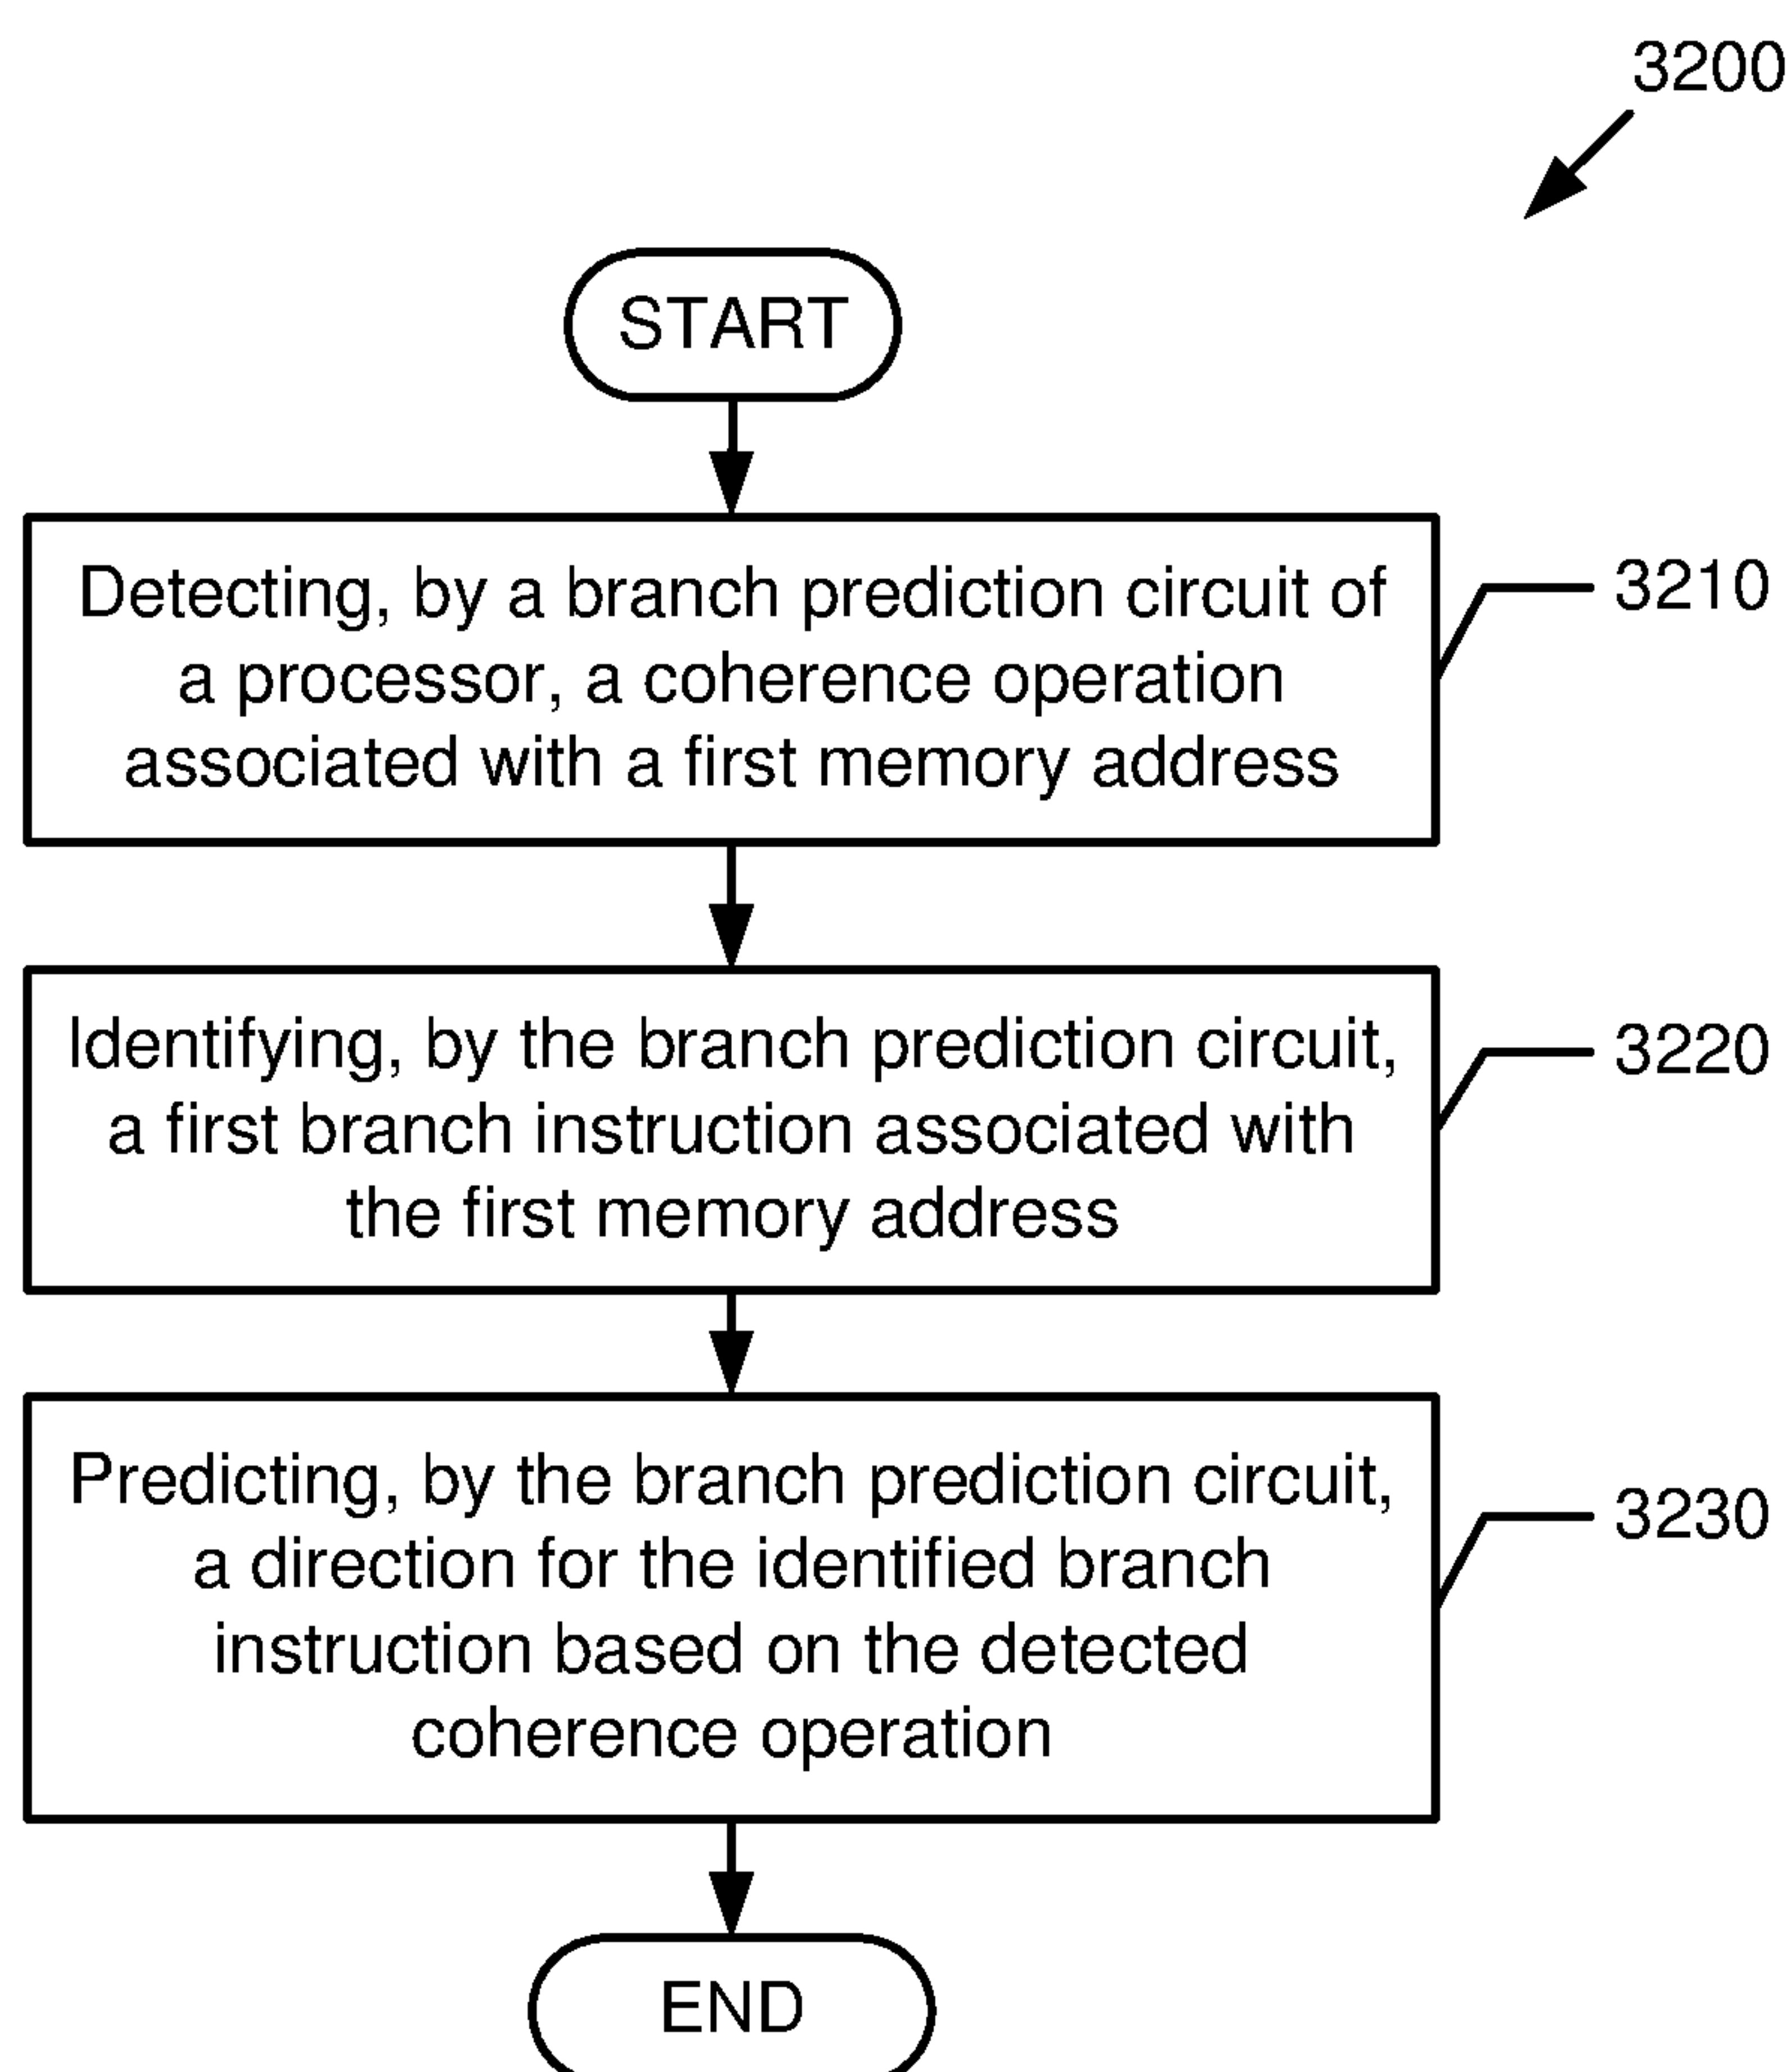 3200
START
Detecting, by a branch prediction circuit of
a processor, a coherence operation
associated with a first memory address
3210
Identifying, by the branch prediction circuit,
a first branch instruction associated with
the first memory address
3220
Predicting, by the branch prediction circuit,
a direction for the identified branch
instruction based on the detected
coherence operation
3230
END